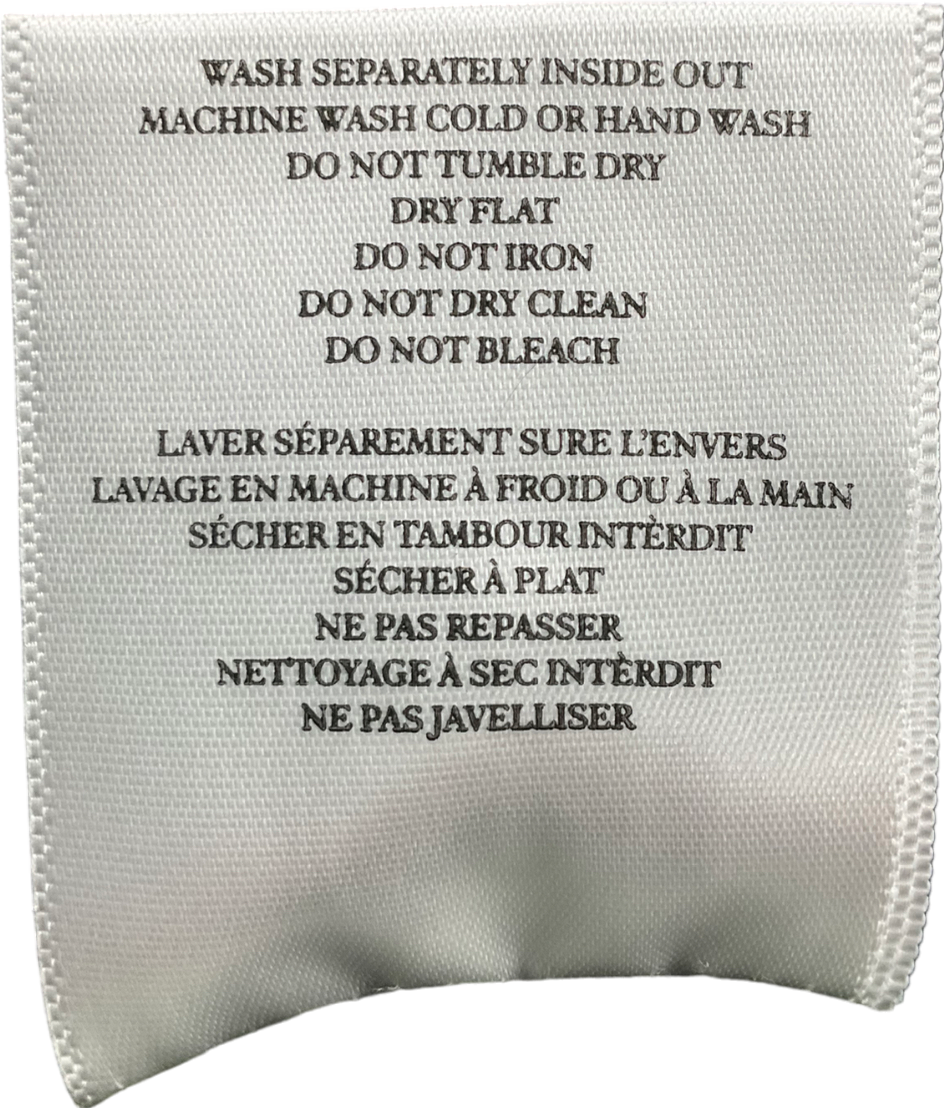 WASH SEPARATELY INSIDE OUT
MACHINE WASH COLD OR HAND WASH
DO NOT TUMBLE DRY
DRY FLAT
DO NOT IRON
DO NOT DRY CLEAN
DO NOT BLEACH
LAVER SÉPAREMENT SURE L'ENVERS
LAVAGE EN MACHINE À FROID OU À LA MAIN
SÉCHER EN TAMBOUR INTÈRDIT
SÉCHER À PLAT
NE PAS REPASSER
NETTOYAGE À SEC INTÈRDIT
NE PAS JAVELLISER